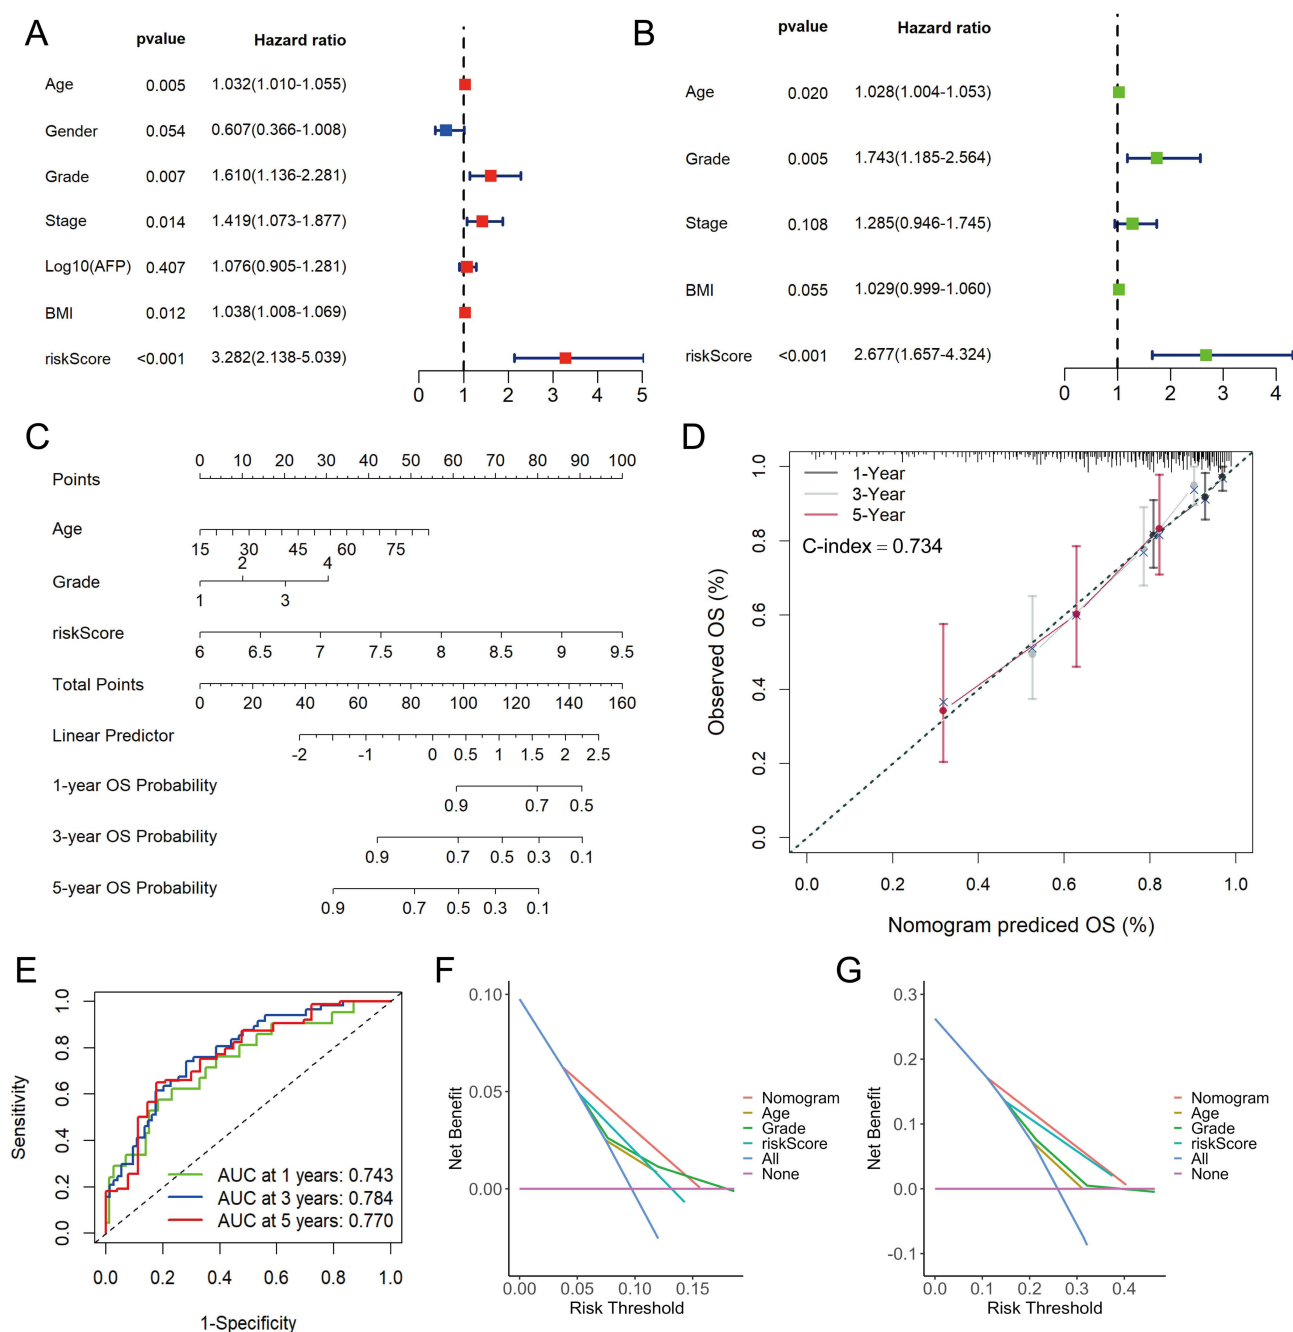 A
pvalue Hazard ratio
Age 0.005 1.032(1.010-1.055)
Gender 0.054 0.607(0.366-1.008)
Grade 0.007 1.610(1.136-2.281)
Stage 0.014 1.419(1.073-1.877)
Log10(AFP) 0.407 1.076(0.905-1.281)
BMI 0.012 1.038(1.008-1.069)
riskScore <0.001 3.282(2.138-5.039)
0 1 2 3 4 5
B
pvalue Hazard ratio
Age 0.020 1.028(1.004-1.053)
Grade 0.005 1.743(1.185-2.564)
Stage 0.108 1.285(0.946-1.745)
BMI 0.055 1.029(0.999-1.060)
riskScore <0.001 2.677(1.657-4.324)
0 1 2 3 4
C
Points 0 10 20 30 40 50 60 70 80 90 100
Age
15 30 45 60 75
Grade
2 4
1 3
riskScore
6 6.5 7 7.5 8 8.5 9 9.5
Total Points
0 20 40 60 80 100 120 140 160
Linear Predictor
-2 -1 0 0.5 1 1.5 2 2.5
1-year OS Probability
0.9 0.7 0.5
3-year OS Probability
0.9 0.7 0.5 0.3 0.1
5-year OS Probability
0.9 0.7 0.5 0.3 0.1
D
1-Year
3-Year
5-Year
C-index = 0.734
Observed OS (%)
0.0 0.2 0.4 0.6 0.8 1.0
0.0 0.2 0.4 0.6 0.8 1.0
Nomogram prediced OS (%)
E
Sensitivity
0.0 0.2 0.4 0.6 0.8 1.0
AUC at 1 years: 0.743
AUC at 3 years: 0.784
AUC at 5 years: 0.770
0.0 0.2 0.4 0.6 0.8 1.0
1-Specificity
F
Net Benefit
0.10
0.05
0.00
0.00 0.05 0.10 0.15
Risk Threshold
Nomogram
Age
Grade
riskScore
All
None
G
Net Benefit
0.3
0.2
0.1
0.0
-0.1
0.0 0.1 0.2 0.3 0.4
Risk Threshold
Nomogram
Age
Grade
riskScore
All
None